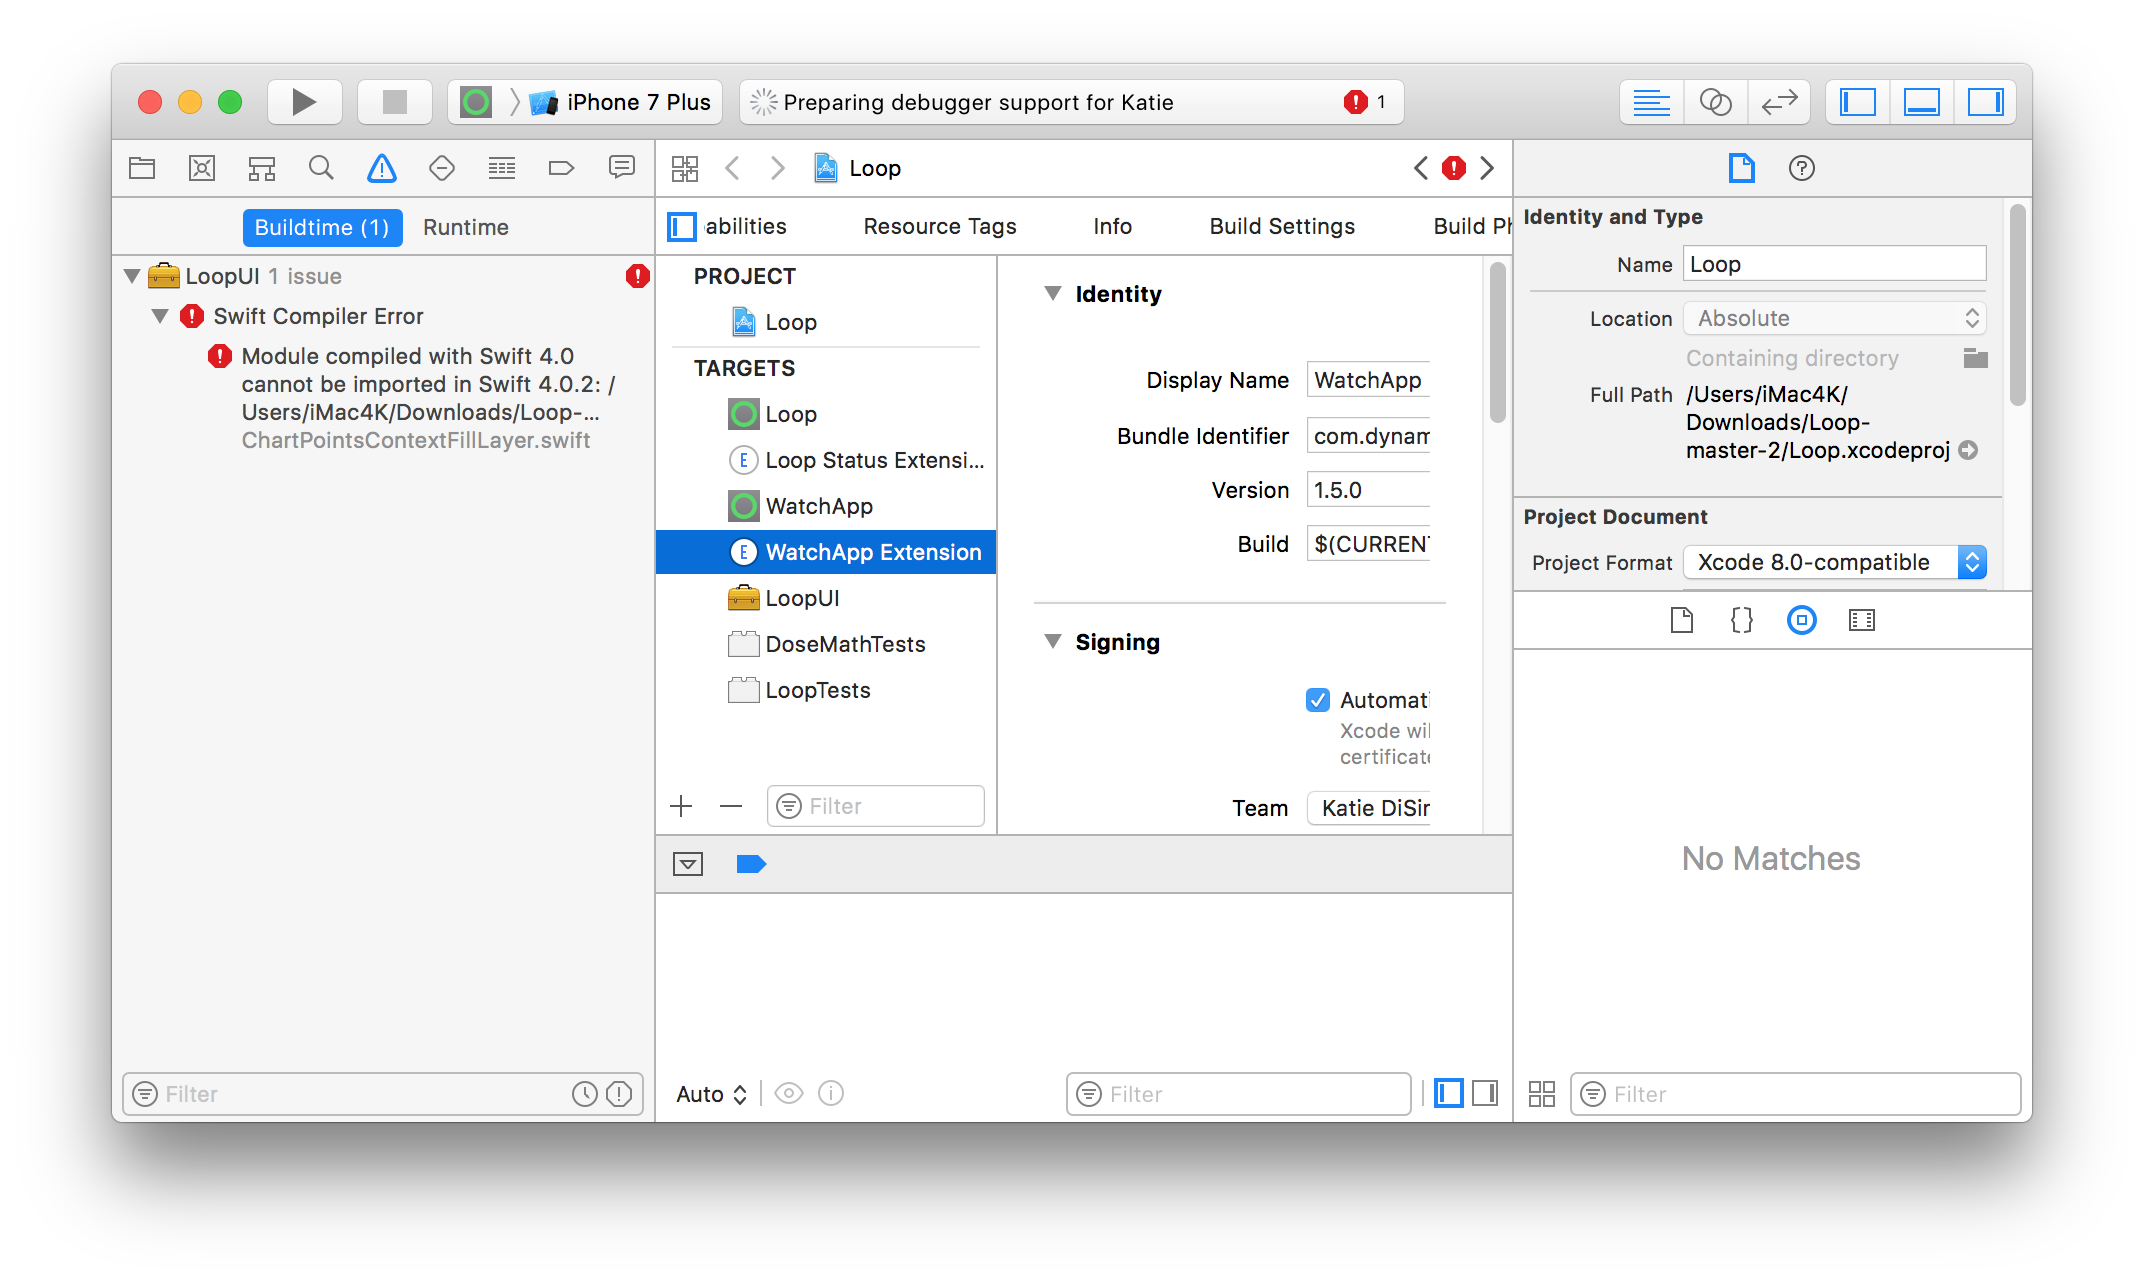 iPhone 7 Plus
Preparing debugger support for Katie
1
Loop
Buildtime (1)
Runtime
abilities
Resource Tags
Info
Build Settings
Build Ph
LoopUI 1 issue
Swift Compiler Error
Module compiled with Swift 4.0
cannot be imported in Swift 4.0.2: /
Users/iMac4K/Downloads/Loop-...
ChartPointsContextFillLayer.swift
Filter
PROJECT
Loop
TARGETS
Loop
E Loop Status Extensi...
WatchApp
E WatchApp Extension
LoopUI
DoseMathTests
LoopTests
Filter
Identity
Display Name WatchApp
Bundle Identifier com.dynam
Version 1.5.0
Build $(CURRENT
Signing
Automati
Xcode wil
certificate
Team Katie DiSin
Auto
Filter
Identity and Type
Name Loop
Location Absolute
Containing directory
Full Path /Users/iMac4K/
Downloads/Loop-
master-2/Loop.xcodeproj
Project Document
Project Format Xcode 8.0-compatible
{}
No Matches
Filter